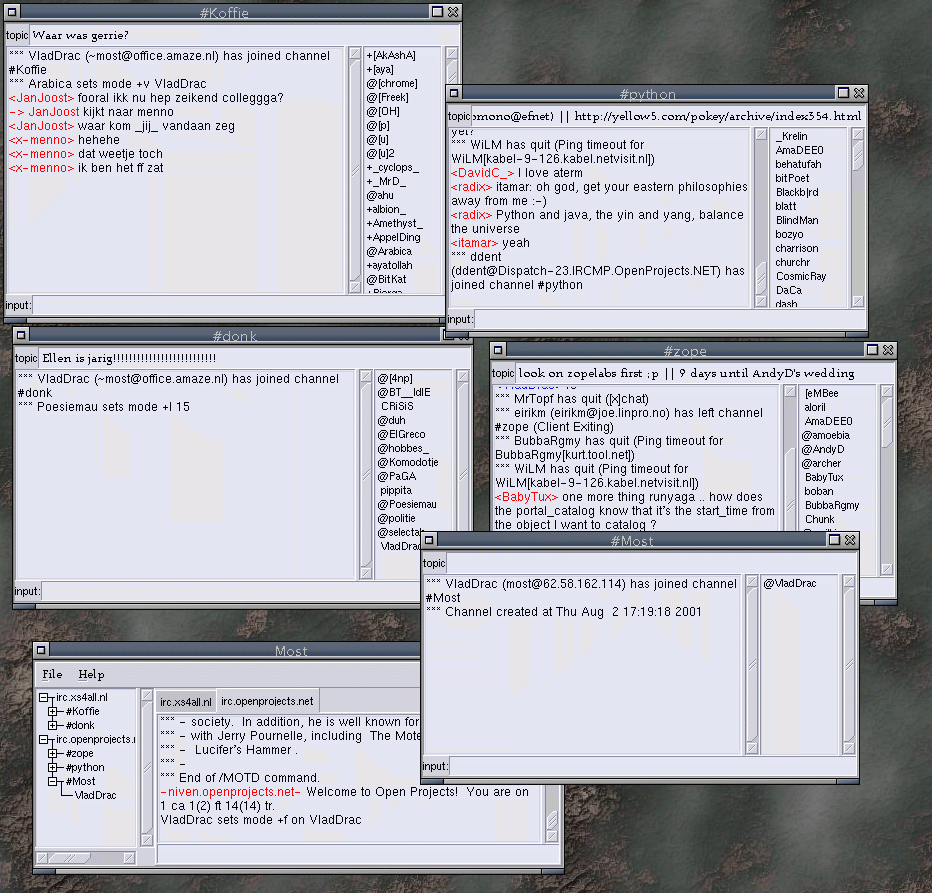 #Koffie
topic Waar was gerrie?
*** VladDrac (~most@office.amaze.nl) has joined channel
#Koffie
*** Arabica sets mode +v VladDrac
<JanJoost> fooral ikk nu hep zeikend colleggga?
-> JanJoost kijkt naar menno
<JanJoost> waar kom _jij_ vandaan zeg
<x-menno> hehehe
<x-menno> dat weetje toch
<x-menno> ik ben het ff zat
+[AkAshA]
+[aya]
@[chrome]
@[Freek]
@[OH]
@[p]
@[u]
@[u]2
+_cyclops_
+_MrD_
@ahu
+albion_
+Amethyst_
+AppelDing
@Arabica
+ayatollah
@BitKat
input:
#python
topic omono@efnet) || http://yellow5.com/pokey/archive/index354.html
yet?
*** WiLM has quit (Ping timeout for
WiLM[kabel-9-126.kabel.netvisit.nl])
<DavidC_> I love aterm
<radix> itamar: oh god, get your eastern philosophies
away from me :-)
<radix> Python and java, the yin and yang, balance
the universe
<itamar> yeah
*** ddent
(ddent@Dispatch-23.IRCMP.OpenProjects.NET) has
joined channel #python
_Krelin
AmaDEE0
behatufah
bitPoet
Blackb|rd
blatt
BlindMan
bozyo
charrison
churchr
CosmicRay
DaCa
dash
input:
#donk
topic Ellen is jarig!!!!!!!!!!!!!!!!!!!!!!!!!!
*** VladDrac (~most@office.amaze.nl) has joined channel
#donk
*** Poesiemau sets mode +l 15
@[4np]
@BT__IdlE
CRiSiS
@duh
@ElGreco
@hobbes_
@Komodotje
@PaGA
pippita
@Poesiemau
@politie
@selectah
VladDrac
input:
#zope
topic look on zopelabs first ;p || 9 days until AndyD's wedding
*** MrTopf has quit ([x]chat)
*** eirikm (eirikm@joe.linpro.no) has left channel
#zope (Client Exiting)
*** BubbaRgmy has quit (Ping timeout for
BubbaRgmy[kurt.tool.net])
*** WiLM has quit (Ping timeout for
WiLM[kabel-9-126.kabel.netvisit.nl])
<BabyTux> one more thing runyaga .. how does
the portal_catalog know that it's the start_time from
the object I want to catalog ?
[eMBee
aloril
AmaDEE0
@amoebia
@AndyD
@archer
BabyTux
boban
BubbaRgmy
Chunk
#Most
topic
*** VladDrac (most@62.58.162.114) has joined channel
#Most
*** Channel created at Thu Aug 2 17:19:18 2001
@VladDrac
input:
Most
File Help
irc.xs4all.nl
#Koffie
#donk
irc.openprojects.n
#zope
#python
#Most
VladDrac
irc.xs4all.nl irc.openprojects.net
*** - society. In addition, he is well known for
*** - with Jerry Pournelle, including The Mote
*** - Lucifer's Hammer .
*** -
*** End of /MOTD command.
-niven.openprojects.net- Welcome to Open Projects! You are on
1 ca 1(2) ft 14(14) tr.
VladDrac sets mode +f on VladDrac